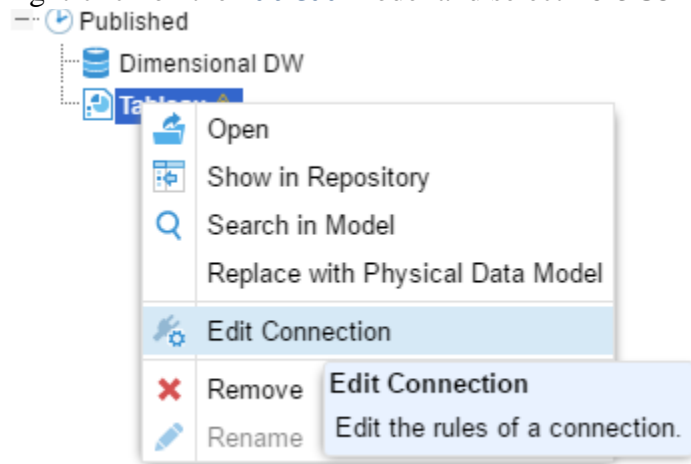 Published
Dimensional DW
Open
Show in Repository
Search in Model
Replace with Physical Data Model
Edit Connection
Remove
Edit Connection
Rename
Edit the rules of a connection.